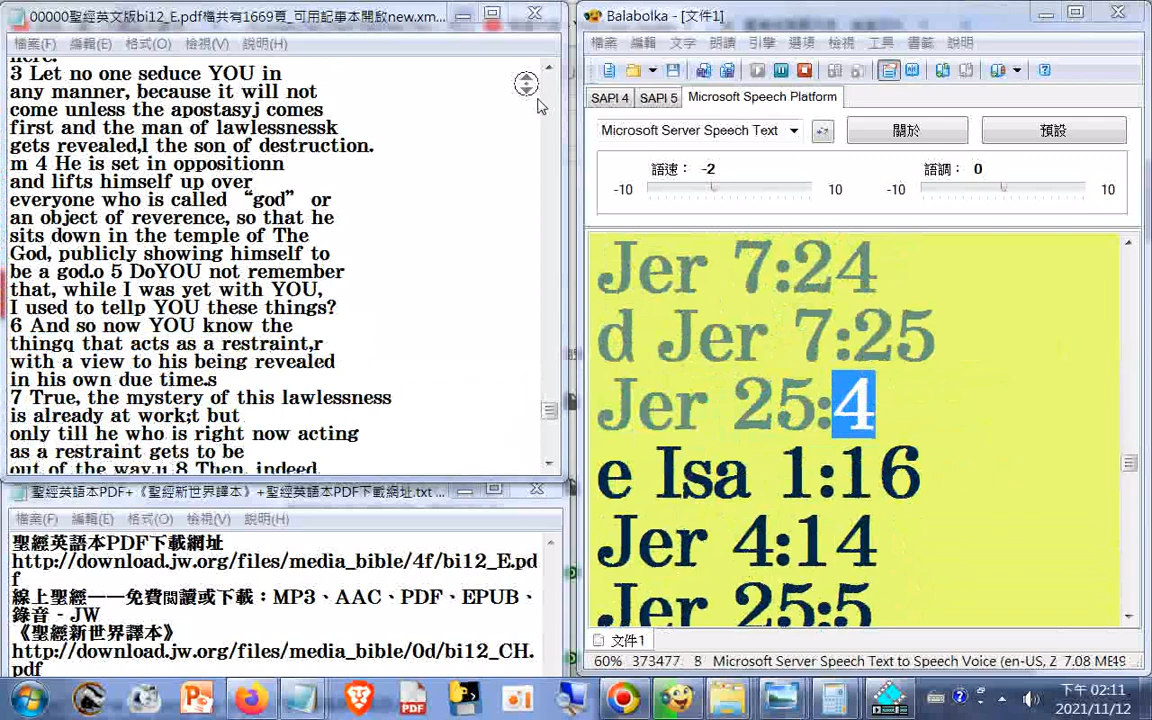 00000聖經英文版bi12_E.pdf檔共有1669頁_可用記事本開啟new.xm...
檔案(F) 編輯(E) 格式(O) 檢視(V) 說明(H)
here.
3 Let no one seduce YOU in
any manner, because it will not
come unless the apostasyj comes
first and the man of lawlessnessk
gets revealed,l the son of destruction.
m 4 He is set in oppositionn
and lifts himself up over
everyone who is called “god” or
an object of reverence, so that he
sits down in the temple of The
God, publicly showing himself to
be a god.o 5 DoYOU not remember
that, while I was yet with YOU,
I used to tellp YOU these things?
6 And so now YOU know the
thingq that acts as a restraint,r
with a view to his being revealed
in his own due time.s
7 True, the mystery of this lawlessness
is already at work;t but
only till he who is right now acting
as a restraint gets to be
out of the way.u 8 Then, indeed,
聖經英語本PDF+《聖經新世界譯本》+聖經英語本PDF下載網址.txt ...
檔案(F) 編輯(E) 格式(O) 檢視(V) 說明(H)
聖經英語本PDF下載網址
http://download.jw.org/files/media_bible/4f/bi12_E.pd
f
線上聖經──免費閱讀或下載：MP3、AAC、PDF、EPUB、
錄音 - JW
《聖經新世界譯本》
http://download.jw.org/files/media_bible/0d/bi12_CH.
pdf
Balabolka - [文件1]
檔案 編輯 文字 朗讀 引擎 選項 檢視 工具 書籤 說明
SAPI 4 SAPI 5 Microsoft Speech Platform
Microsoft Server Speech Text 關於 預設
語速： -2 語調： 0
-10 10 -10 10
Jer 7:24
d Jer 7:25
Jer 25:4
e Isa 1:16
Jer 4:14
Jer 25:5
文件1
60% 373477: 8 Microsoft Server Speech Text to Speech Voice (en-US, Z 7.08 ME49
下午 02:11
2021/11/12